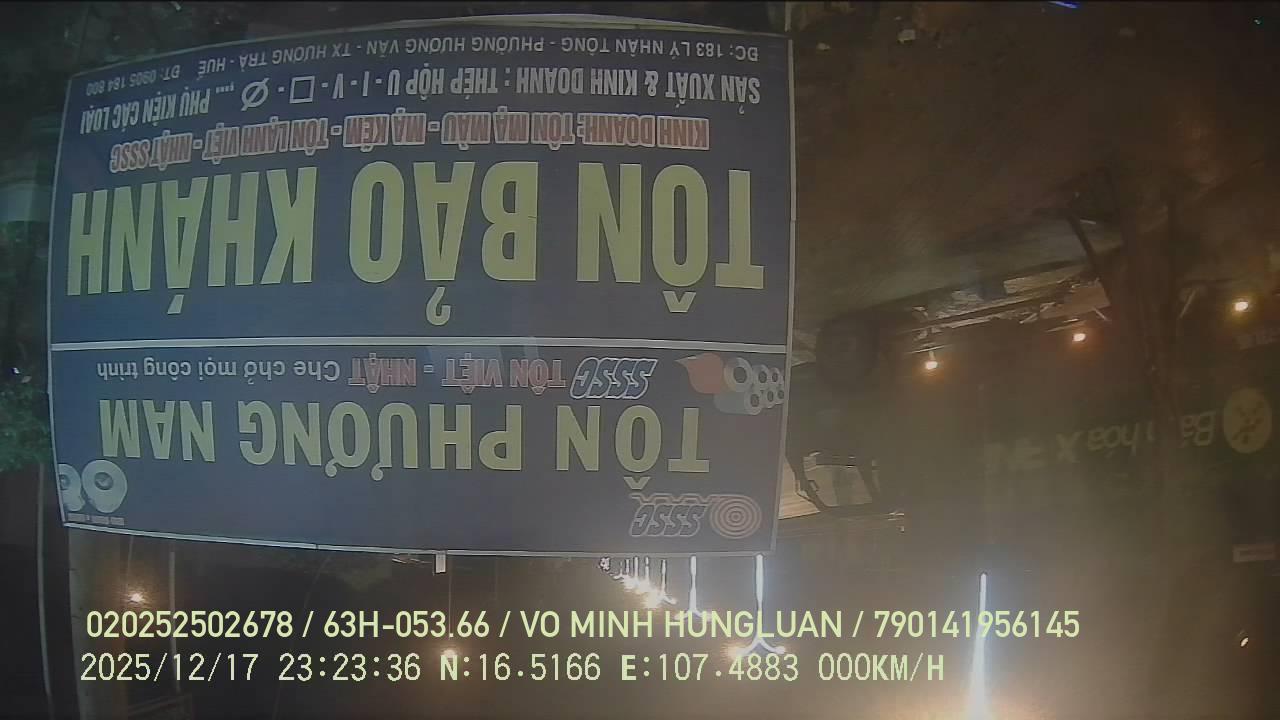 SSSC
TÔN PHƯƠNG NAM
SSSC TÔN VIỆT - NHẬT Che chở mọi công trình
TÔN BẢO KHÁNH
KINH DOANH: TÔN MẠ MÀU - MẠ KẼM - TÔN LẠNH VIỆT - NHẬT SSSC
SẢN XUẤT & KINH DOANH : THÉP HỘP U - I - V - □ - Ø ... PHỤ KIỆN CÁC LOẠI
ĐC: 183 LÝ NHÂN TÔNG - PHƯỜNG HƯƠNG VĂN - TX HƯƠNG TRÀ - HUẾ ĐT: 0905 184 800
020252502678 / 63H-053.66 / VO MINH HUNGLUAN / 790141956145
2025/12/17 23:23:36 N:16.5166 E:107.4883 000KM/H